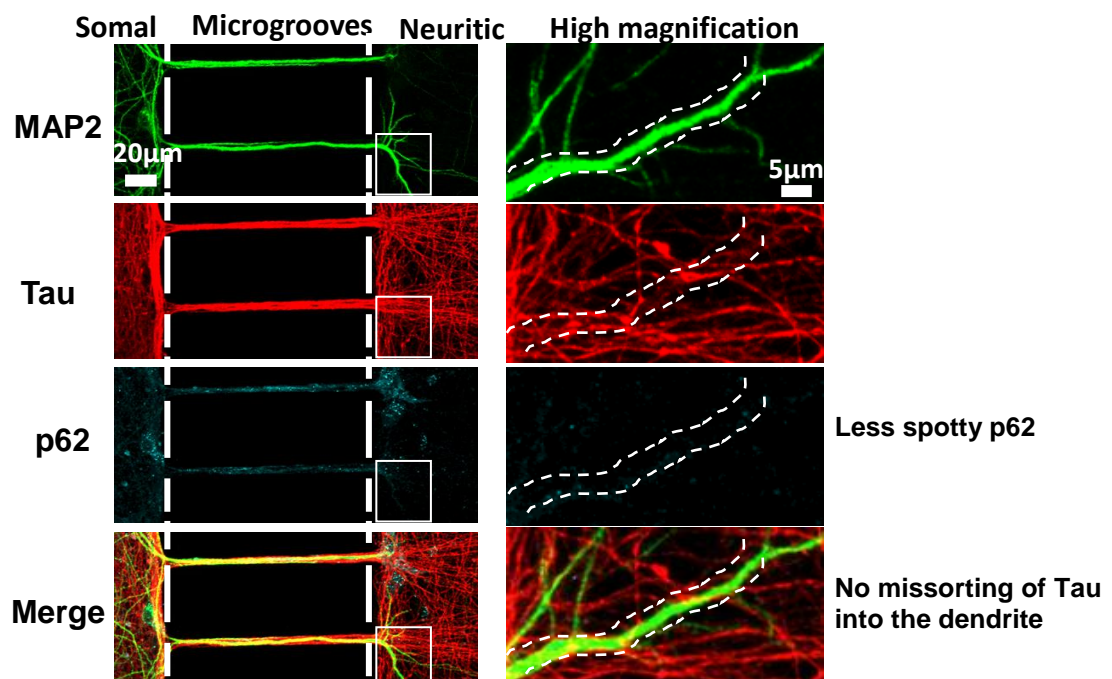 Somal Microgrooves Neuritic High magnification
MAP2
20μm
5μm
Tau
p62
Less spotty p62
Merge
No missorting of Tau
into the dendrite